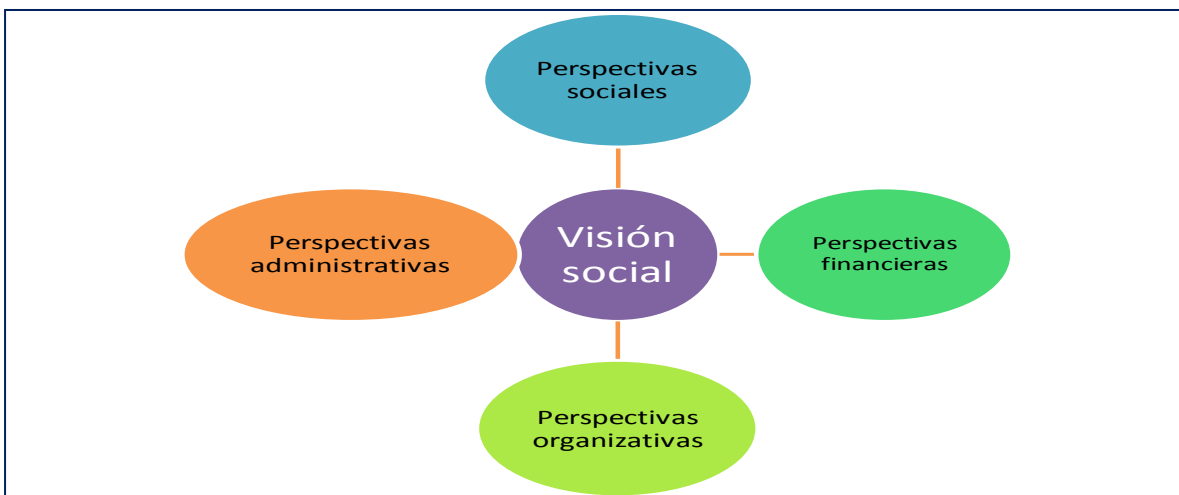 Perspectivas
sociales
Perspectivas
administrativas
Visión
social
Perspectivas
financieras
Perspectivas
organizativas